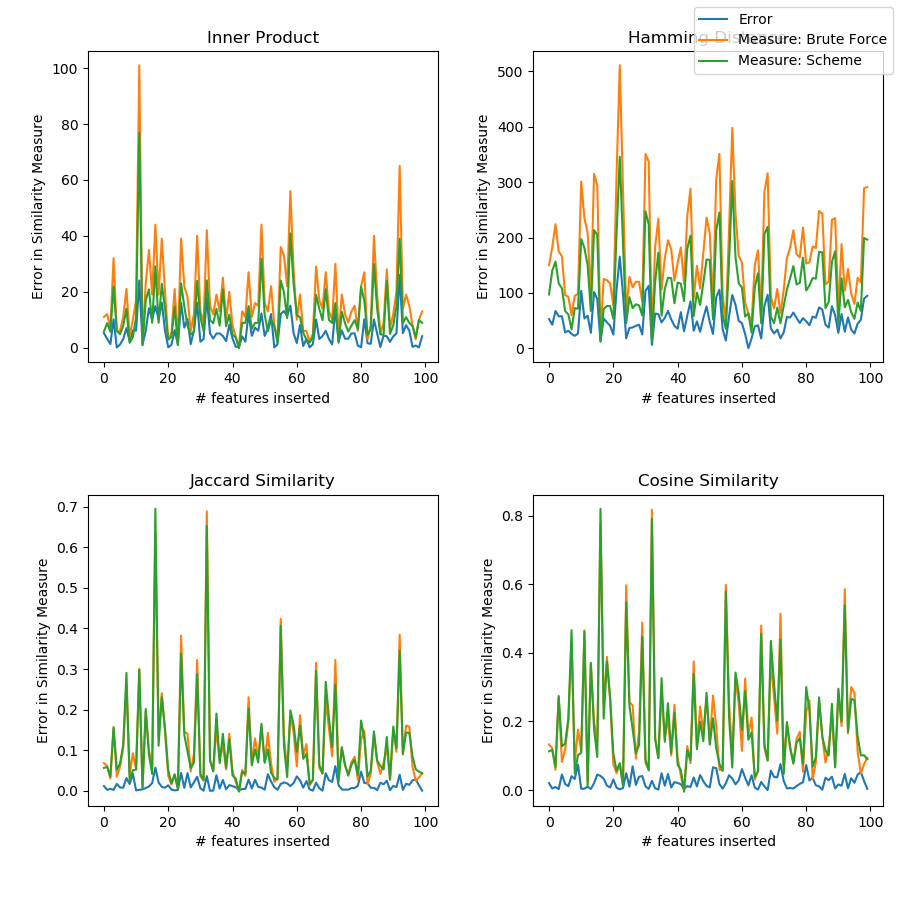 Error
Measure: Brute Force
Measure: Scheme
Inner Product
Error in Similarity Measure
100
80
60
40
20
0
0 20 40 60 80 100
# features inserted
Hamming Distance
Error in Similarity Measure
500
400
300
200
100
0
0 20 40 60 80 100
# features inserted
Jaccard Similarity
Error in Similarity Measure
0.7
0.6
0.5
0.4
0.3
0.2
0.1
0.0
0 20 40 60 80 100
# features inserted
Cosine Similarity
Error in Similarity Measure
0.8
0.6
0.4
0.2
0.0
0 20 40 60 80 100
# features inserted